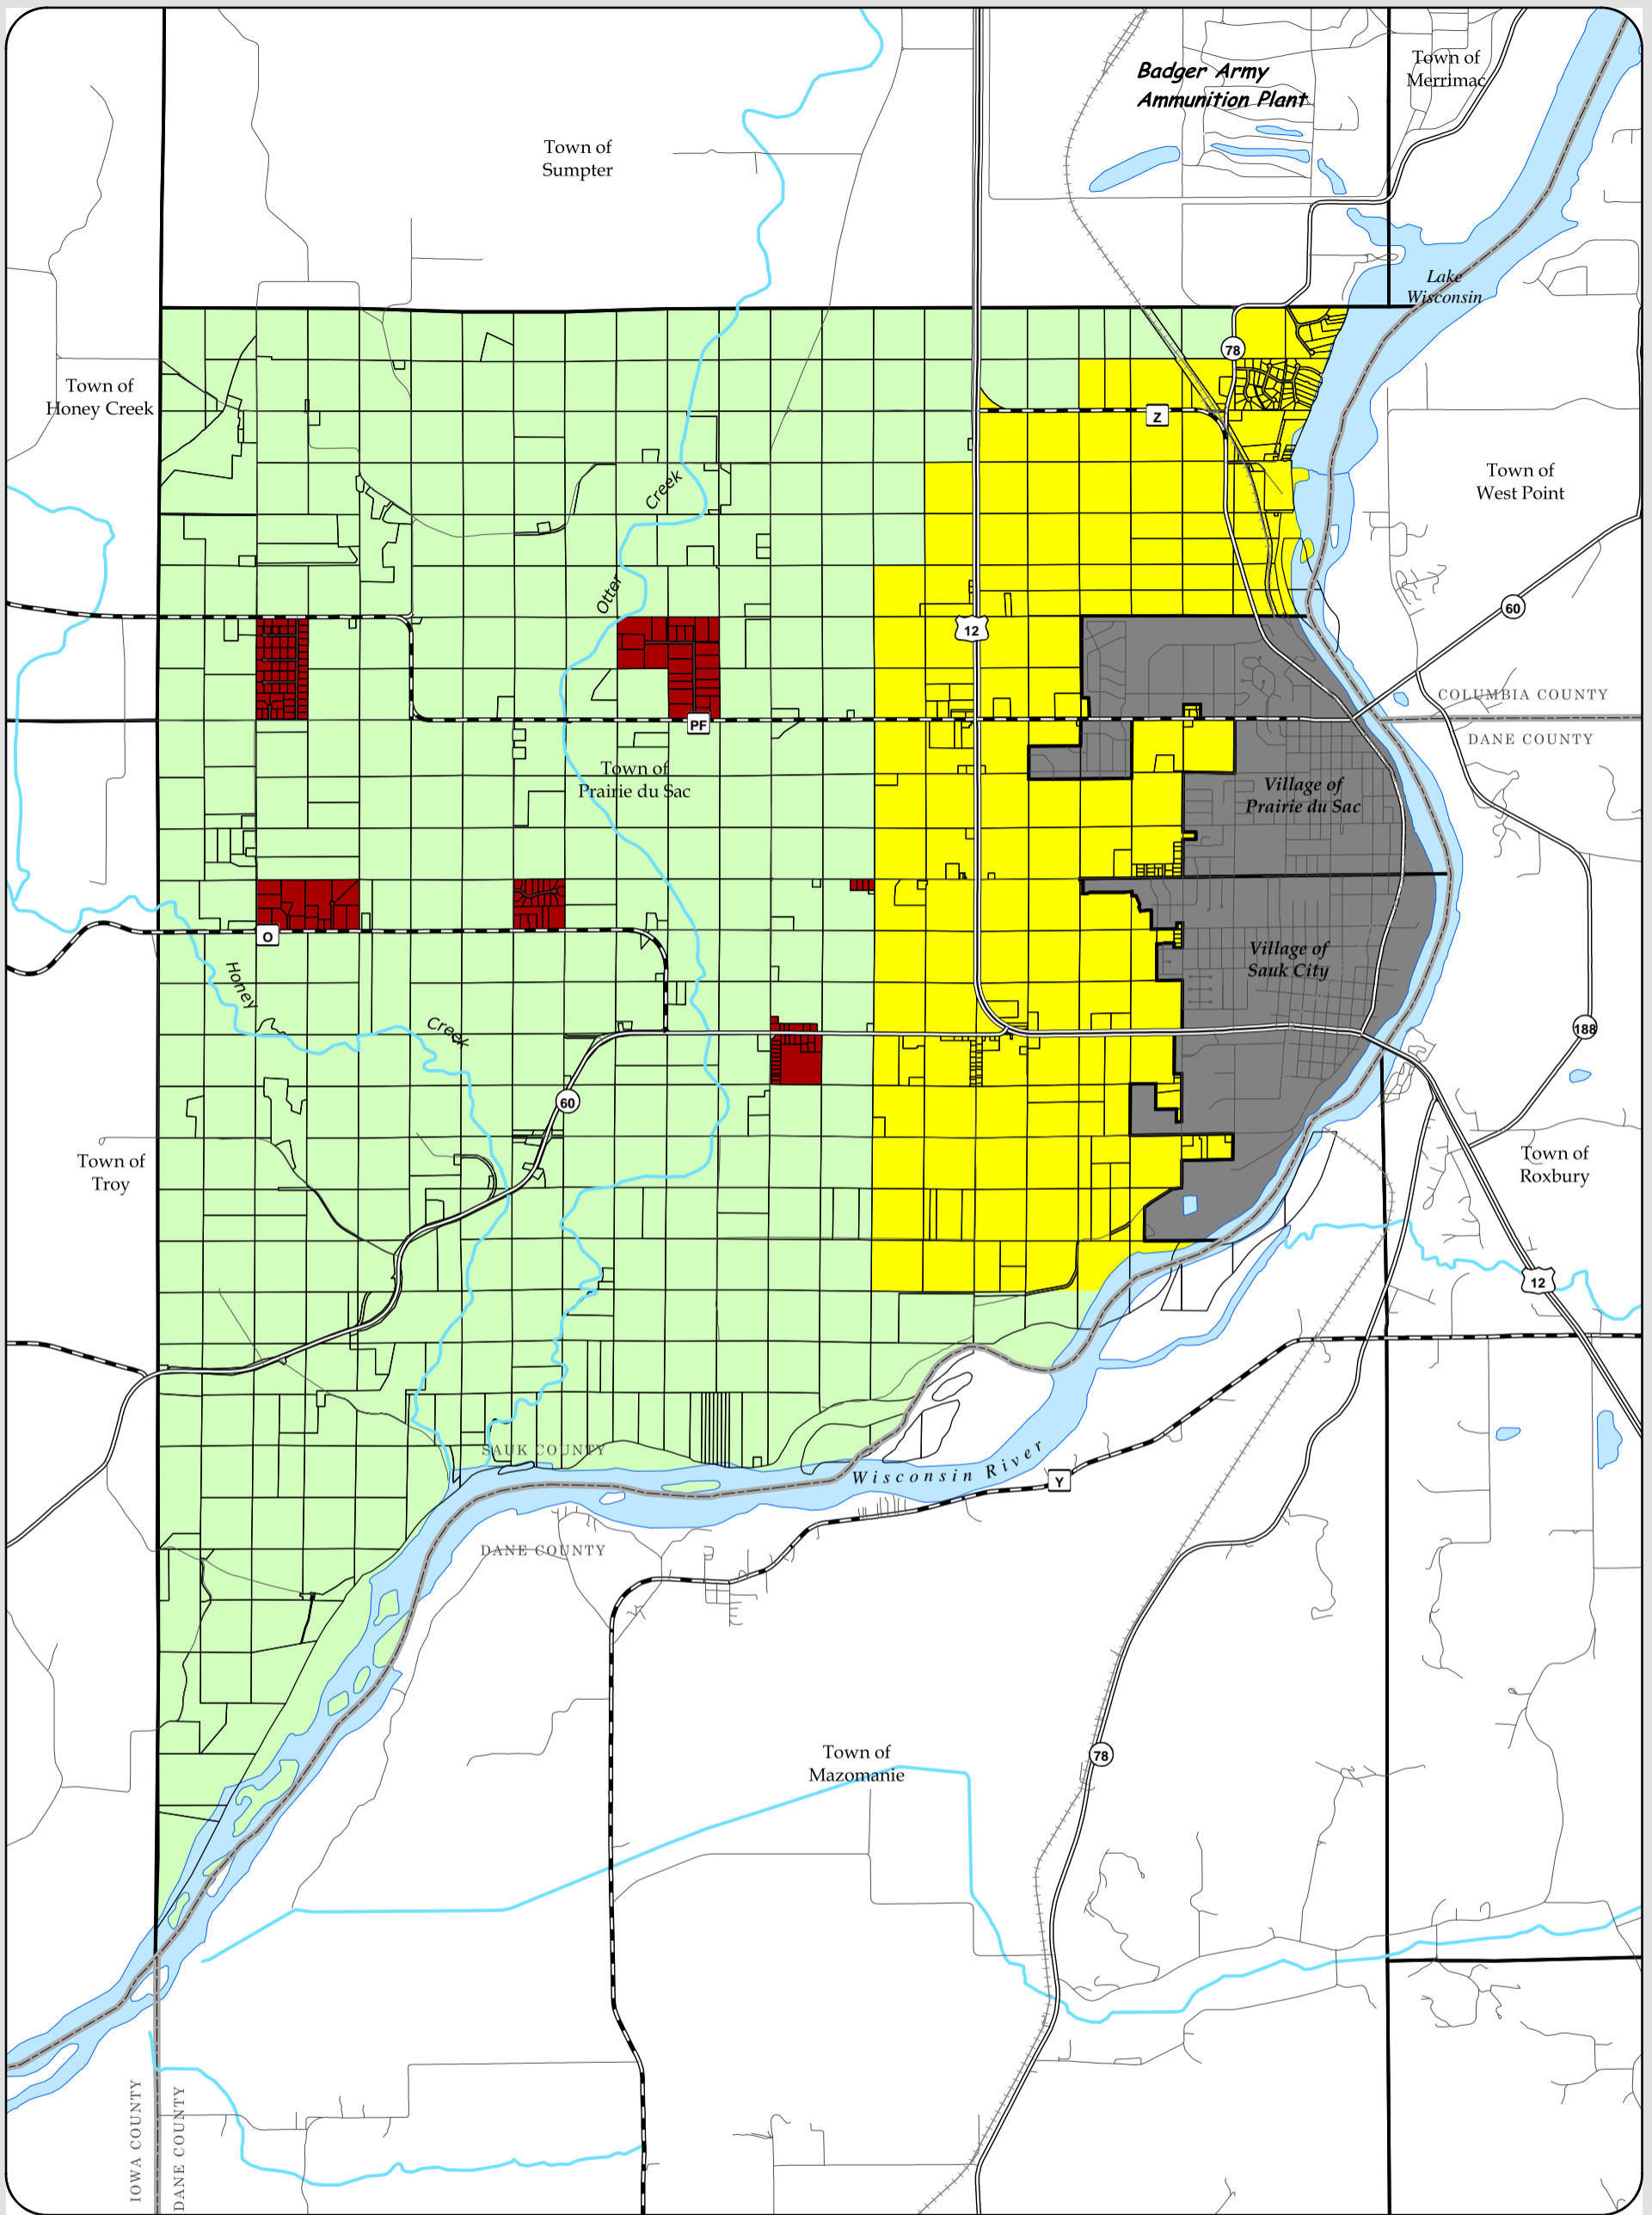 Badger Army
Ammunition Plant
Town of
Merrimac
Town of
Sumpter
Lake
Wisconsin
78
Town of
Honey Creek
Z
Town of
West Point
Creek
Otter
60
12
COLUMBIA COUNTY
PF
DANE COUNTY
Town of
Prairie du Sac
Village of
Prairie du Sac
O
Village of
Sauk City
Honey
Creek
188
60
Town of
Troy
Town of
Roxbury
12
SAUK COUNTY
Wisconsin River
Y
DANE COUNTY
Town of
Mazomanie
78
IOWA COUNTY
DANE COUNTY